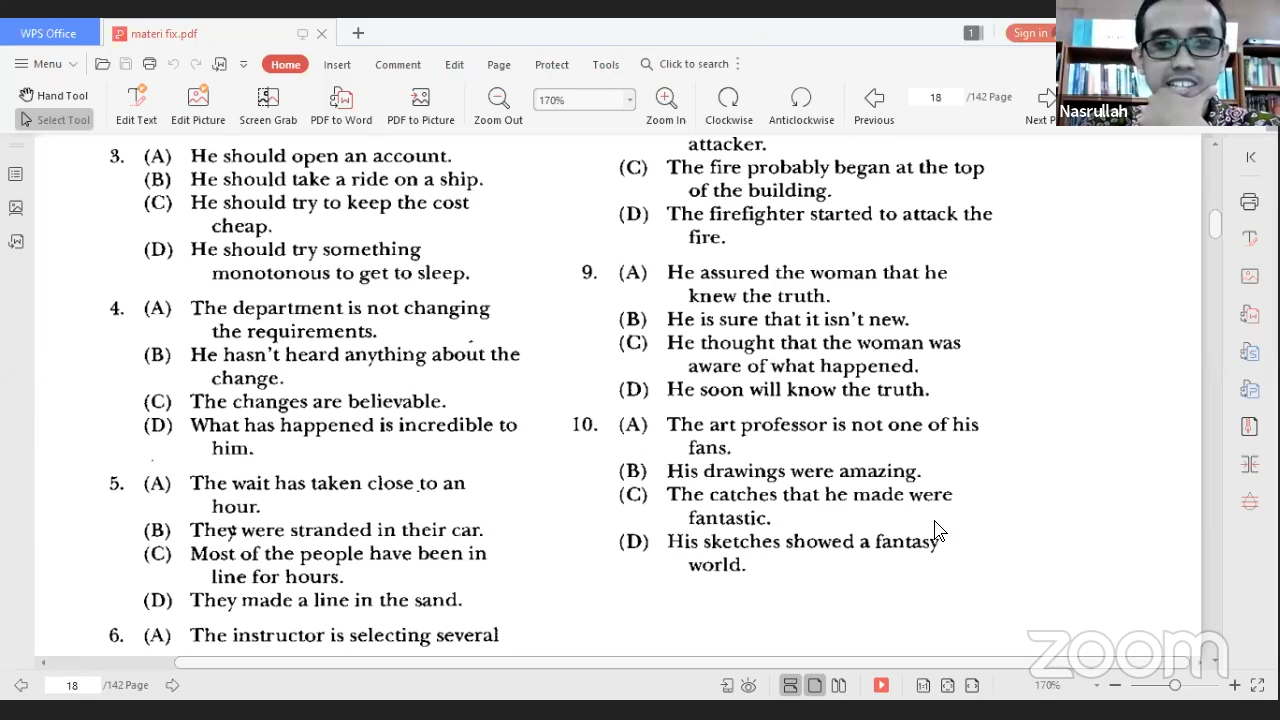 WPS Office
materi fix.pdf
1
Sign in
Menu
Home
Insert
Comment
Edit
Page
Protect
Tools
Click to search
Hand Tool
Select Tool
Edit Text
Edit Picture
Screen Grab
PDF to Word
PDF to Picture
Zoom Out
170%
Zoom In
Clockwise
Anticlockwise
Previous
18
/142 Page
Next P
Nasrullah
3. (A) He should open an account.
(B) He should take a ride on a ship.
(C) He should try to keep the cost
cheap.
(D) He should try something
monotonous to get to sleep.
4. (A) The department is not changing
the requirements.
(B) He hasn't heard anything about the
change.
(C) The changes are believable.
(D) What has happened is incredible to
him.
5. (A) The wait has taken close to an
hour.
(B) They were stranded in their car.
(C) Most of the people have been in
line for hours.
(D) They made a line in the sand.
6. (A) The instructor is selecting several
attacker.
(C) The fire probably began at the top
of the building.
(D) The firefighter started to attack the
fire.
9. (A) He assured the woman that he
knew the truth.
(B) He is sure that it isn't new.
(C) He thought that the woman was
aware of what happened.
(D) He soon will know the truth.
10. (A) The art professor is not one of his
fans.
(B) His drawings were amazing.
(C) The catches that he made were
fantastic.
(D) His sketches showed a fantasy
world.
zoom
18
/142 Page
170%